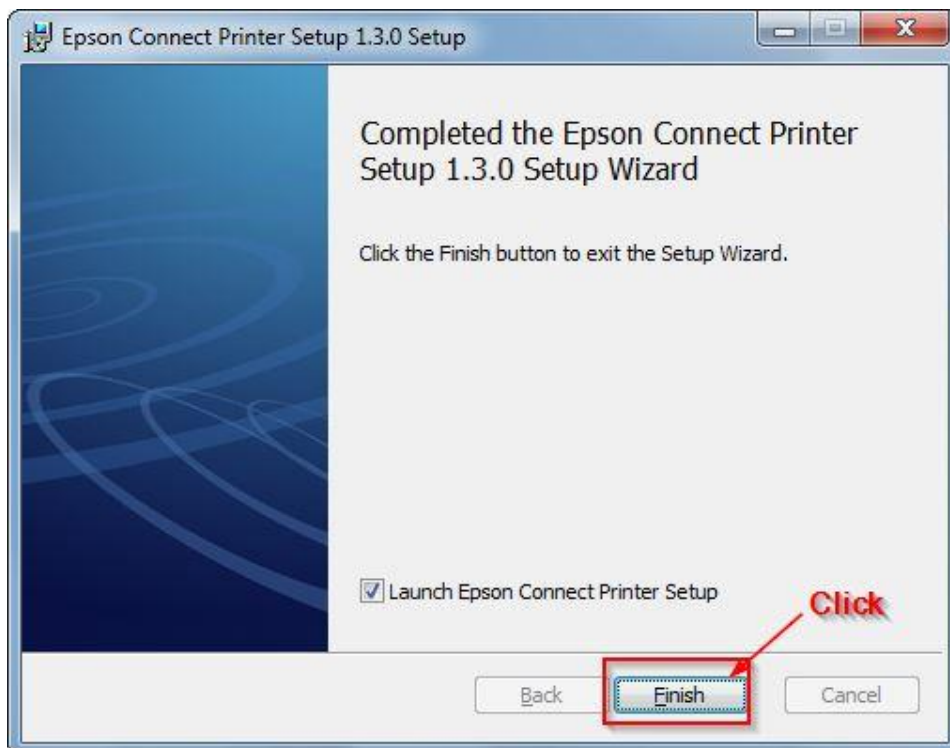 Epson Connect Printer Setup 1.3.0 Setup
Completed the Epson Connect Printer
Setup 1.3.0 Setup Wizard
Click the Finish button to exit the Setup Wizard.
Launch Epson Connect Printer Setup
Click
Back
Finish
Cancel